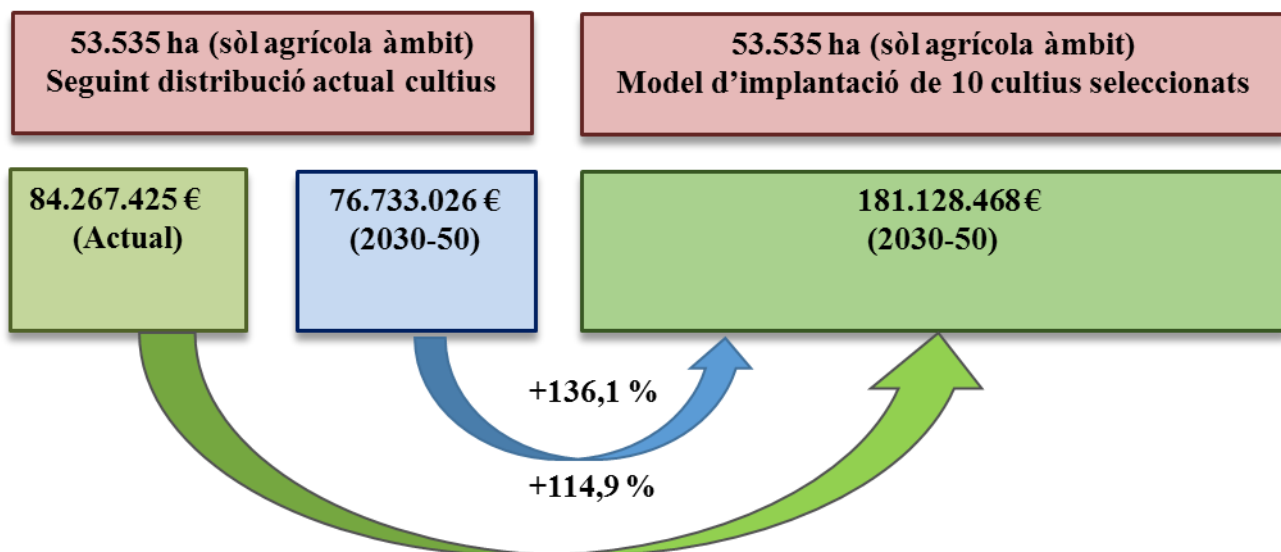 53.535 ha (sòl agrícola àmbit)
Seguint distribució actual cultius
53.535 ha (sòl agrícola àmbit)
Model d’implantació de 10 cultius seleccionats
84.267.425 €
(Actual)
76.733.026 €
(2030-50)
181.128.468 €
(2030-50)
+136,1 %
+114,9 %